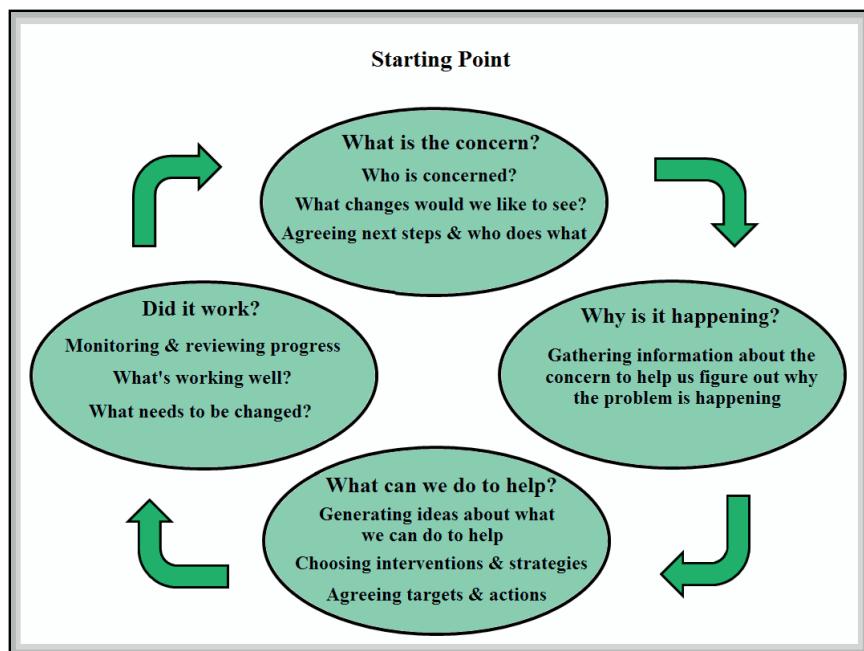 Starting Point
What is the concern?
Who is concerned?
What changes would we like to see?
Agreeing next steps & who does what
Why is it happening?
Gathering information about the
concern to help us figure out why
the problem is happening
What can we do to help?
Generating ideas about what
we can do to help
Choosing interventions & strategies
Agreeing targets & actions
Did it work?
Monitoring & reviewing progress
What's working well?
What needs to be changed?